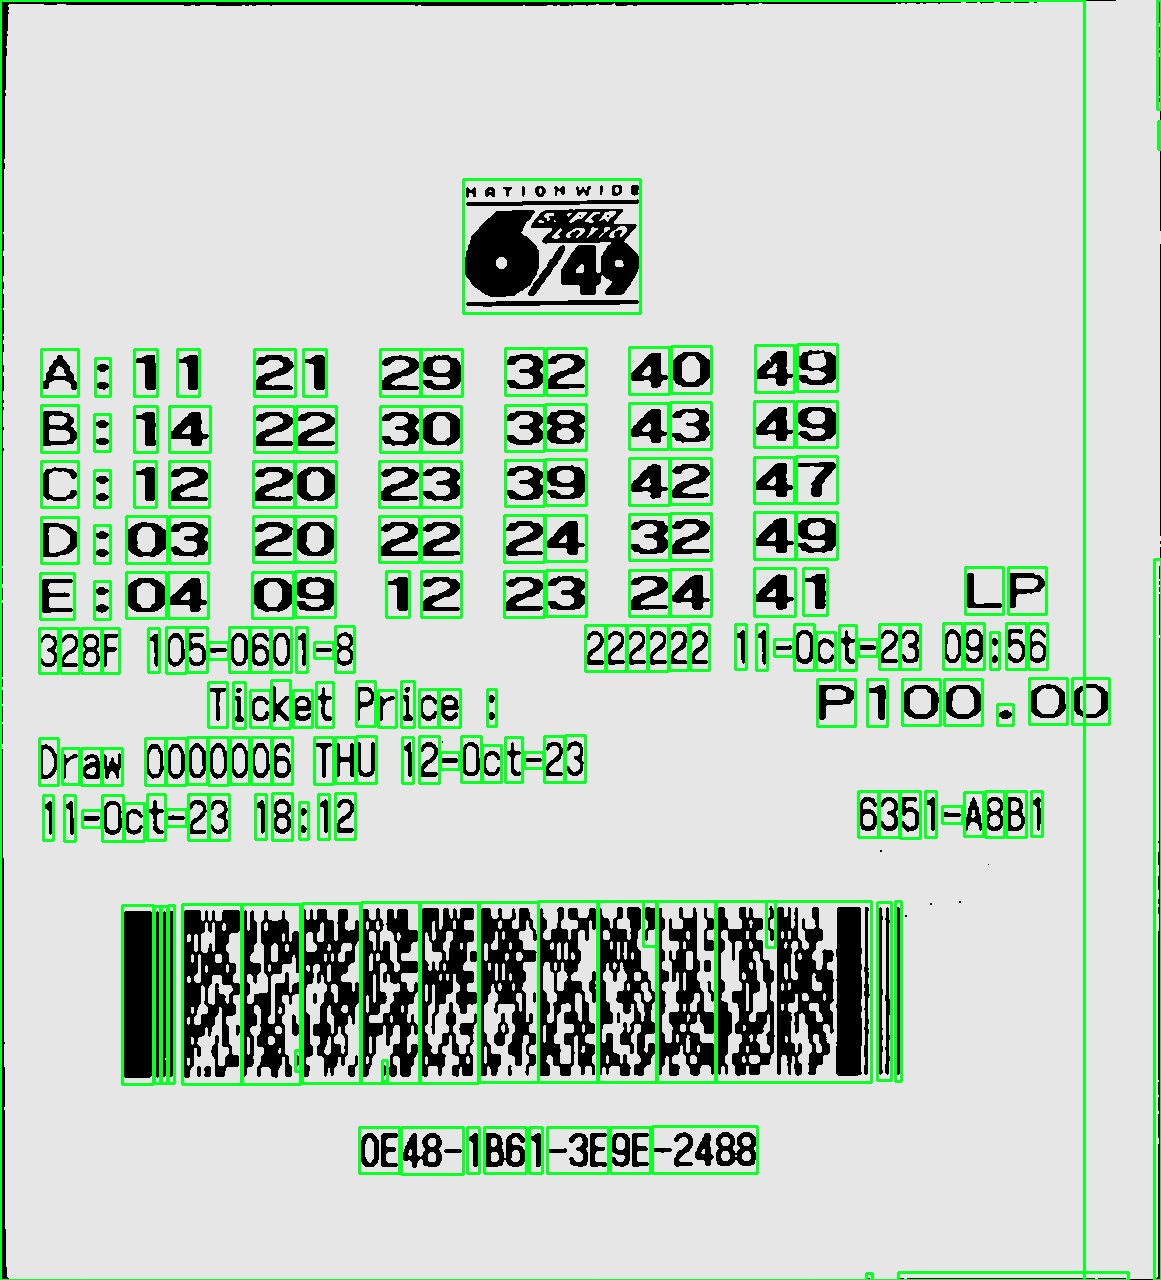 NATIONWIDE
SUPER
LOTTO
6/49
A: 11 21 29 32 40 49
B: 14 22 30 38 43 49
C: 12 20 23 39 42 47
D: 03 20 22 24 32 49
E: 04 09 12 23 24 41 LP
328F 105-0601-8 222222 11-Oct-23 09:56
Ticket Price : P100.00
Draw 0000006 THU 12-Oct-23
11-Oct-23 18:12 6351-A8B1
0E48-1B61-3E9E-2488